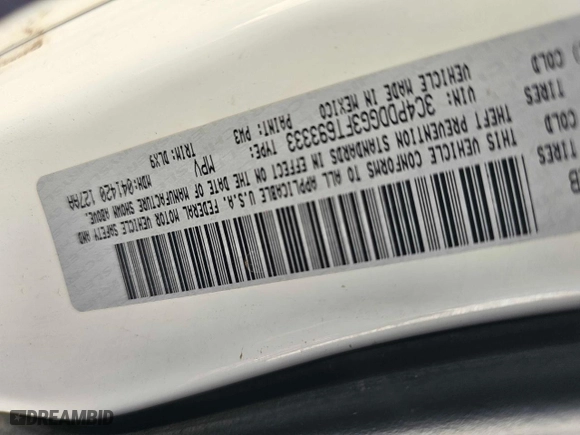 TIRES COLD
TIRES COLD
THIS VEHICLE CONFORMS TO ALL APPLICABLE U.S.A. FEDERAL MOTOR VEHICLE SAFETY AND
THEFT PREVENTION STANDARDS IN EFFECT ON THE DATE OF MANUFACTURE SHOWN ABOVE.
VIN: 3C4PDDGG3FT693333 TYPE: MPV MDH:041420 127AA
VEHICLE MADE IN MEXICO PAINT: PW3 TRIM: DLX9
DREAMBID